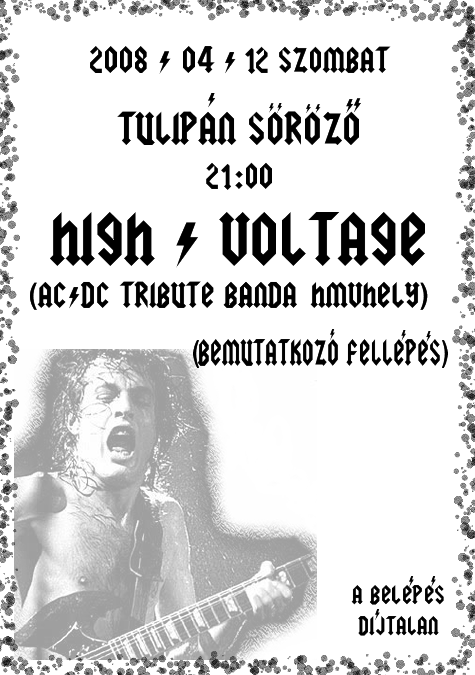 2008 ⚡ 04 ⚡ 12 SZOMBAT
TULIPÁN SÖRÖZŐ
21:00
HIGH ⚡ VOLTAGE
(AC⚡DC TRIBUTE BANDA HMVHELY)
(BEMUTATKOZÓ FELLÉPÉS)
A BELÉPÉS
DÍJTALAN